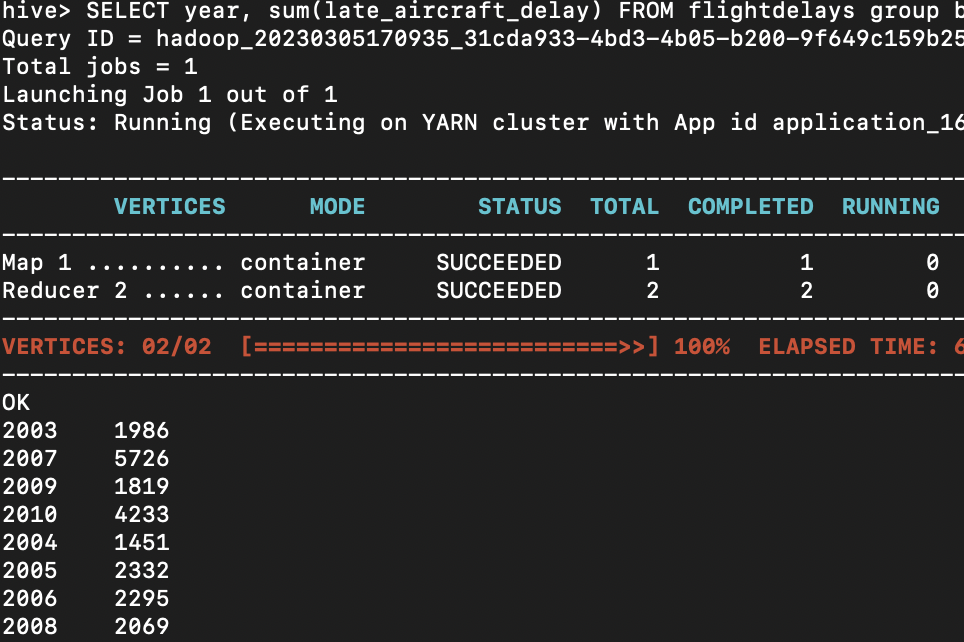 hive> SELECT year, sum(late_aircraft_delay) FROM flightdelays group b
Query ID = hadoop_20230305170935_31cda933-4bd3-4b05-b200-9f649c159b25
Total jobs = 1
Launching Job 1 out of 1
Status: Running (Executing on YARN cluster with App id application_16
----------------------------------------------------------------------
VERTICES MODE STATUS TOTAL COMPLETED RUNNING
----------------------------------------------------------------------
Map 1 .......... container SUCCEEDED 1 1 0
Reducer 2 ...... container SUCCEEDED 2 2 0
----------------------------------------------------------------------
VERTICES: 02/02 [==========================>>] 100% ELAPSED TIME: 6
----------------------------------------------------------------------
OK
2003 1986
2007 5726
2009 1819
2010 4233
2004 1451
2005 2332
2006 2295
2008 2069